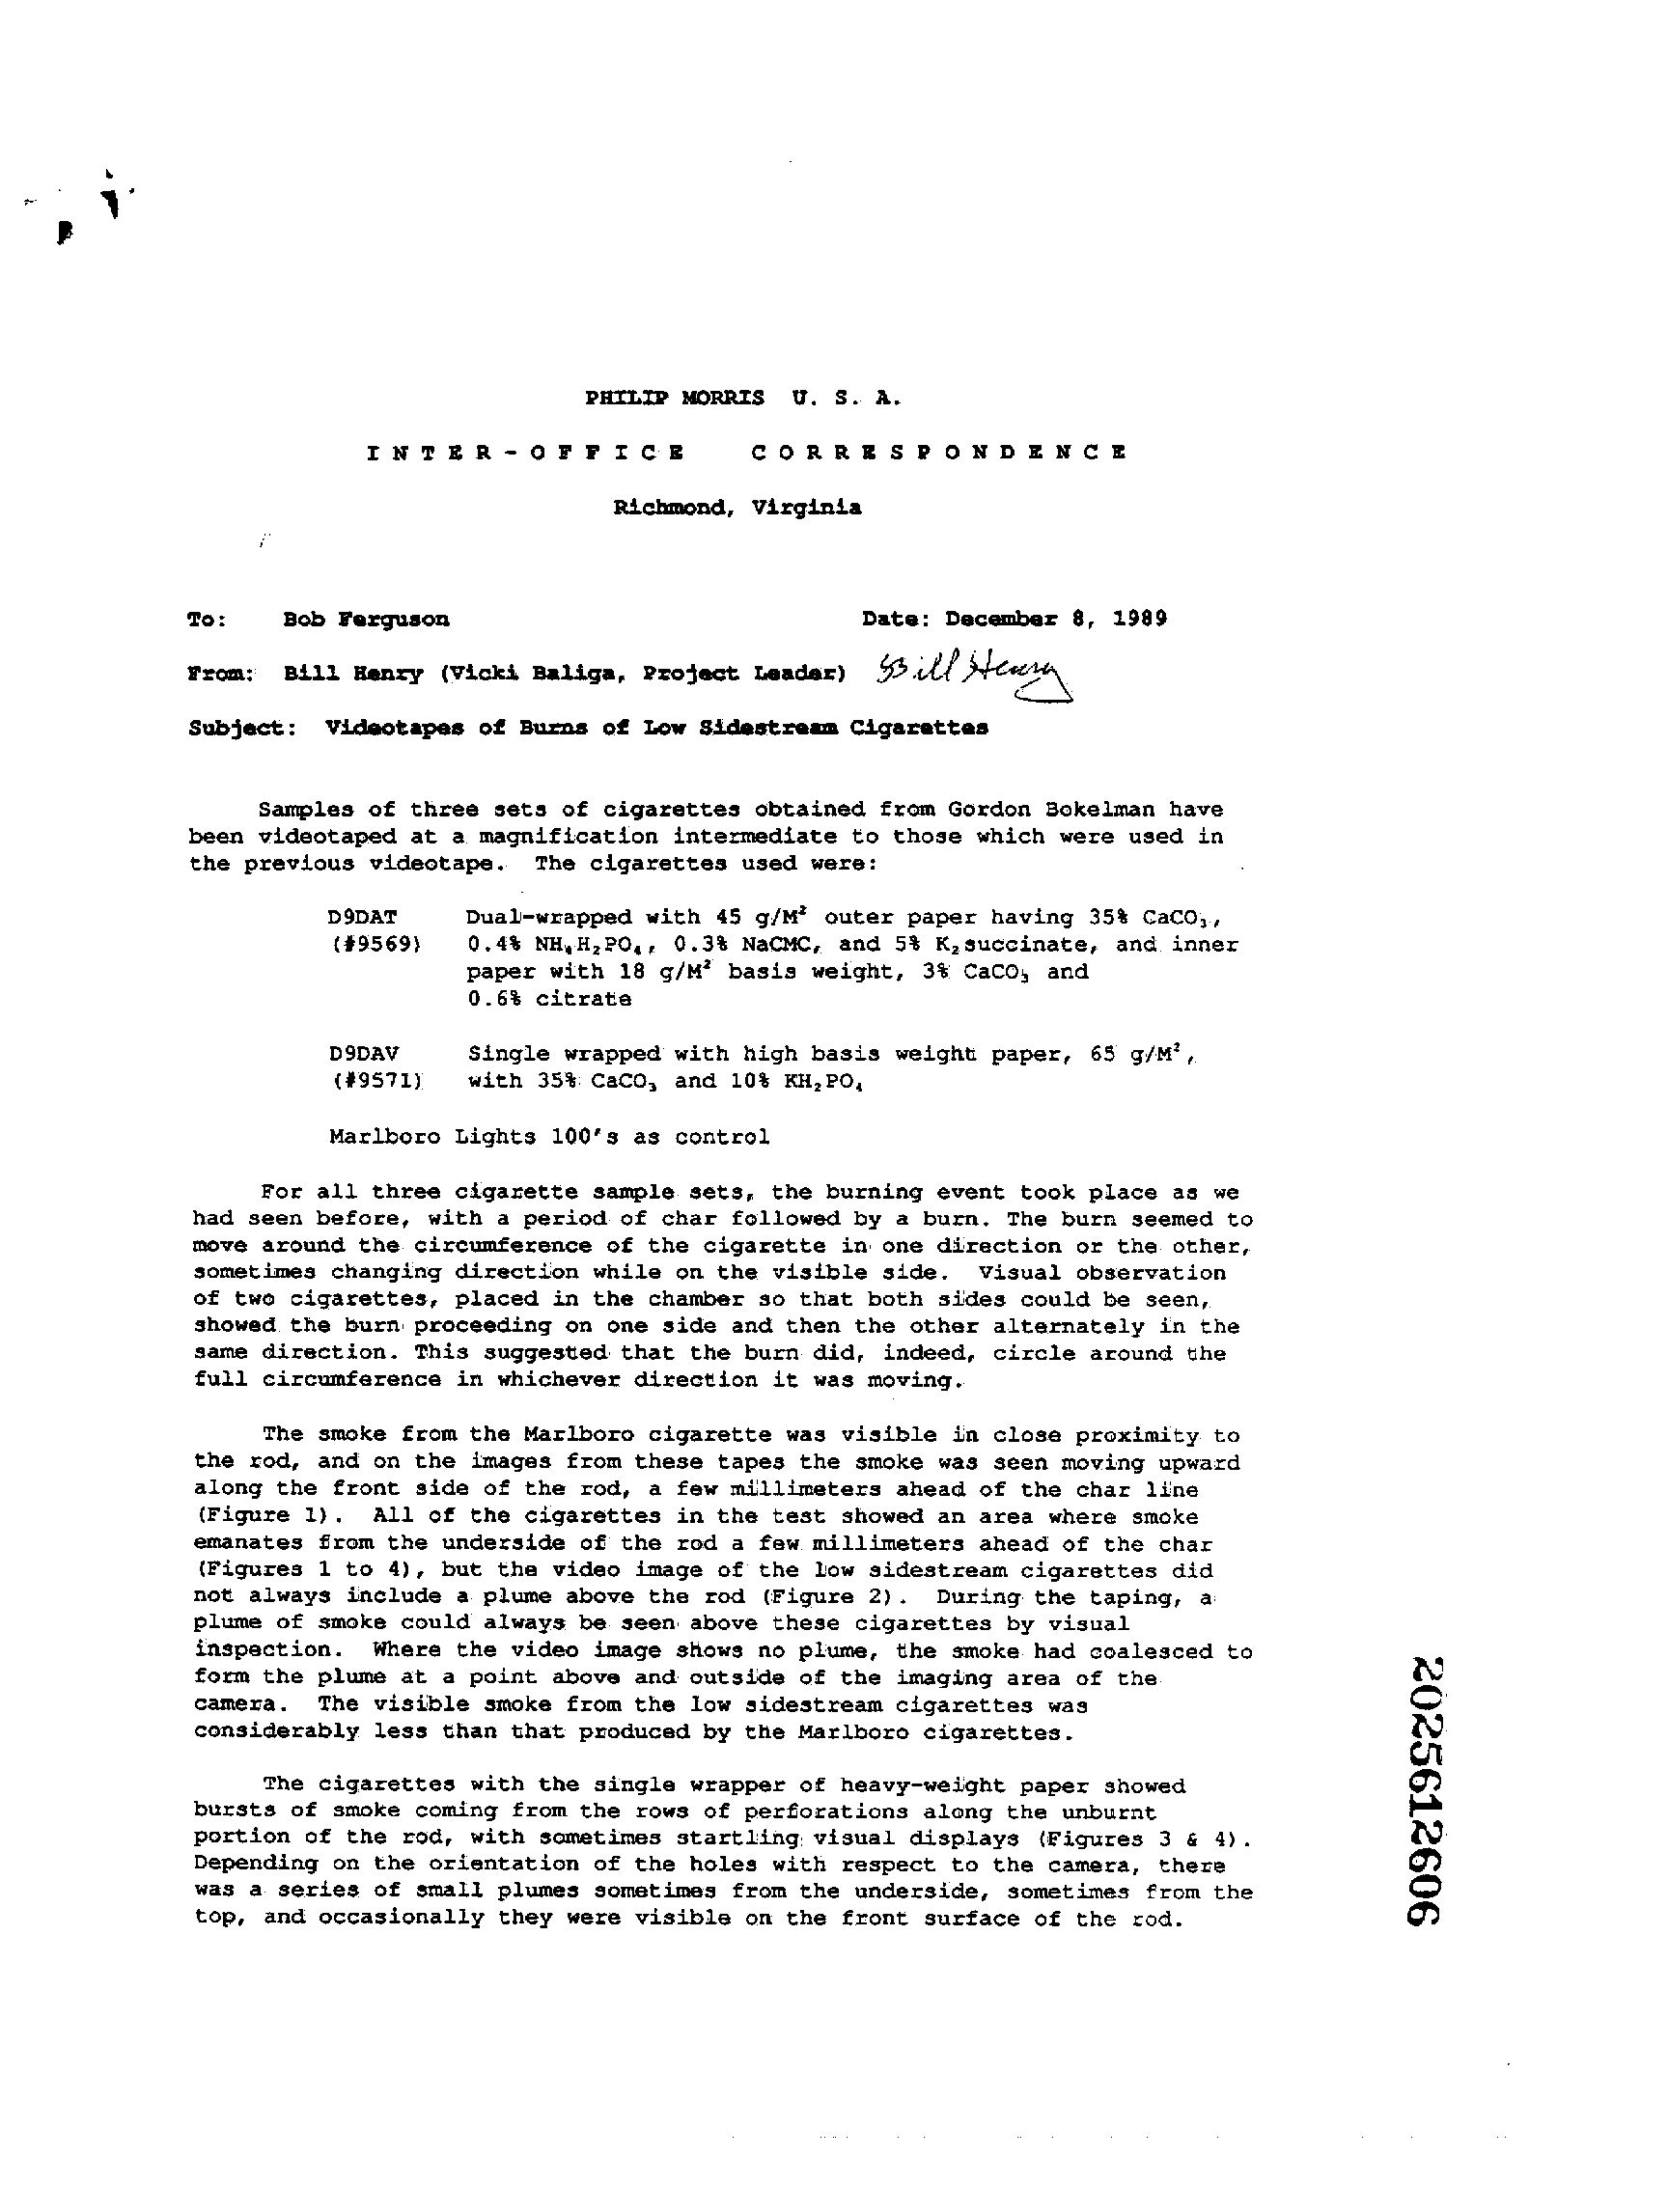 PHILIP MORRIS U. S. A.
INTER-OFFICE CORRESPONDENCE
Richmond, Virginia
To: Bob Ferguson Date: December 8, 1989
From: Bill Henry (Vicki Baliga, Project Leader) Bill Henry
Subject: Videotapes of Burns of Low Sidestream Cigarettes
Samples of three sets of cigarettes obtained from Gordon Bokelman have
been videotaped at a magnification intermediate to those which were used in
the previous videotape. The cigarettes used were:
D9DAT Dual-wrapped with 45 g/M² outer paper having 35% CaCO₃,
(#9569) 0.4% NH₄H₂PO₄, 0.3% NaCMC, and 5% K₂succinate, and inner
paper with 18 g/M² basis weight, 3% CaCO₃ and
0.6% citrate
D9DAV Single wrapped with high basis weight paper, 65 g/M²,
(#9571) with 35% CaCO₃ and 10% KH₂PO₄
Marlboro Lights 100's as control
For all three cigarette sample sets, the burning event took place as we
had seen before, with a period of char followed by a burn. The burn seemed to
move around the circumference of the cigarette in one direction or the other,
sometimes changing direction while on the visible side. Visual observation
of two cigarettes, placed in the chamber so that both sides could be seen,
showed the burn proceeding on one side and then the other alternately in the
same direction. This suggested that the burn did, indeed, circle around the
full circumference in whichever direction it was moving.
The smoke from the Marlboro cigarette was visible in close proximity to
the rod, and on the images from these tapes the smoke was seen moving upward
along the front side of the rod, a few millimeters ahead of the char line
(Figure 1). All of the cigarettes in the test showed an area where smoke
emanates from the underside of the rod a few millimeters ahead of the char
(Figures 1 to 4), but the video image of the low sidestream cigarettes did
not always include a plume above the rod (Figure 2). During the taping, a
plume of smoke could always be seen above these cigarettes by visual
inspection. Where the video image shows no plume, the smoke had coalesced to
form the plume at a point above and outside of the imaging area of the
camera. The visible smoke from the low sidestream cigarettes was
considerably less than that produced by the Marlboro cigarettes.
The cigarettes with the single wrapper of heavy-weight paper showed
bursts of smoke coming from the rows of perforations along the unburnt
portion of the rod, with sometimes startling visual displays (Figures 3 & 4).
Depending on the orientation of the holes with respect to the camera, there
was a series of small plumes sometimes from the underside, sometimes from the
top, and occasionally they were visible on the front surface of the rod.
2025612606